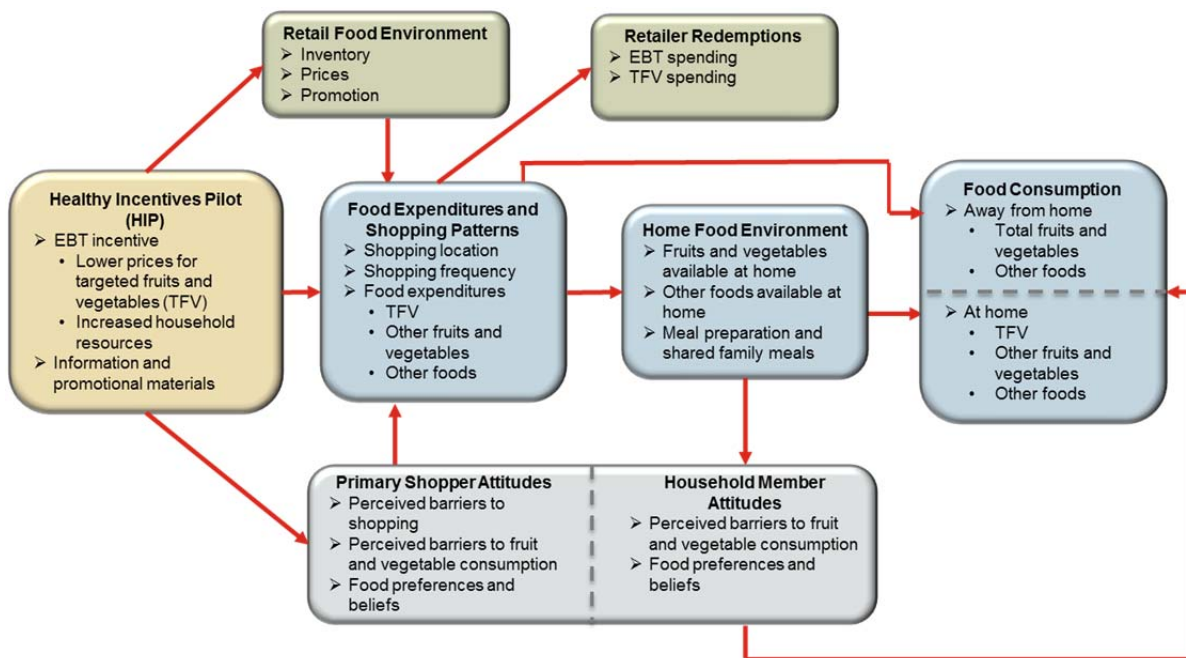 Retail Food Environment
➢ Inventory
➢ Prices
➢ Promotion
Retailer Redemptions
➢ EBT spending
➢ TFV spending
Healthy Incentives Pilot
(HIP)
➢ EBT incentive
• Lower prices for
targeted fruits and
vegetables (TFV)
• Increased household
resources
➢ Information and
promotional materials
Food Expenditures and
Shopping Patterns
➢ Shopping location
➢ Shopping frequency
➢ Food expenditures
• TFV
• Other fruits and
vegetables
• Other foods
Home Food Environment
➢ Fruits and vegetables
available at home
➢ Other foods available at
home
➢ Meal preparation and
shared family meals
Food Consumption
➢ Away from home
• Total fruits and
vegetables
• Other foods
➢ At home
• TFV
• Other fruits and
vegetables
• Other foods
Primary Shopper Attitudes
➢ Perceived barriers to
shopping
➢ Perceived barriers to fruit
and vegetable consumption
➢ Food preferences and
beliefs
Household Member
Attitudes
➢ Perceived barriers to fruit
and vegetable consumption
➢ Food preferences and
beliefs